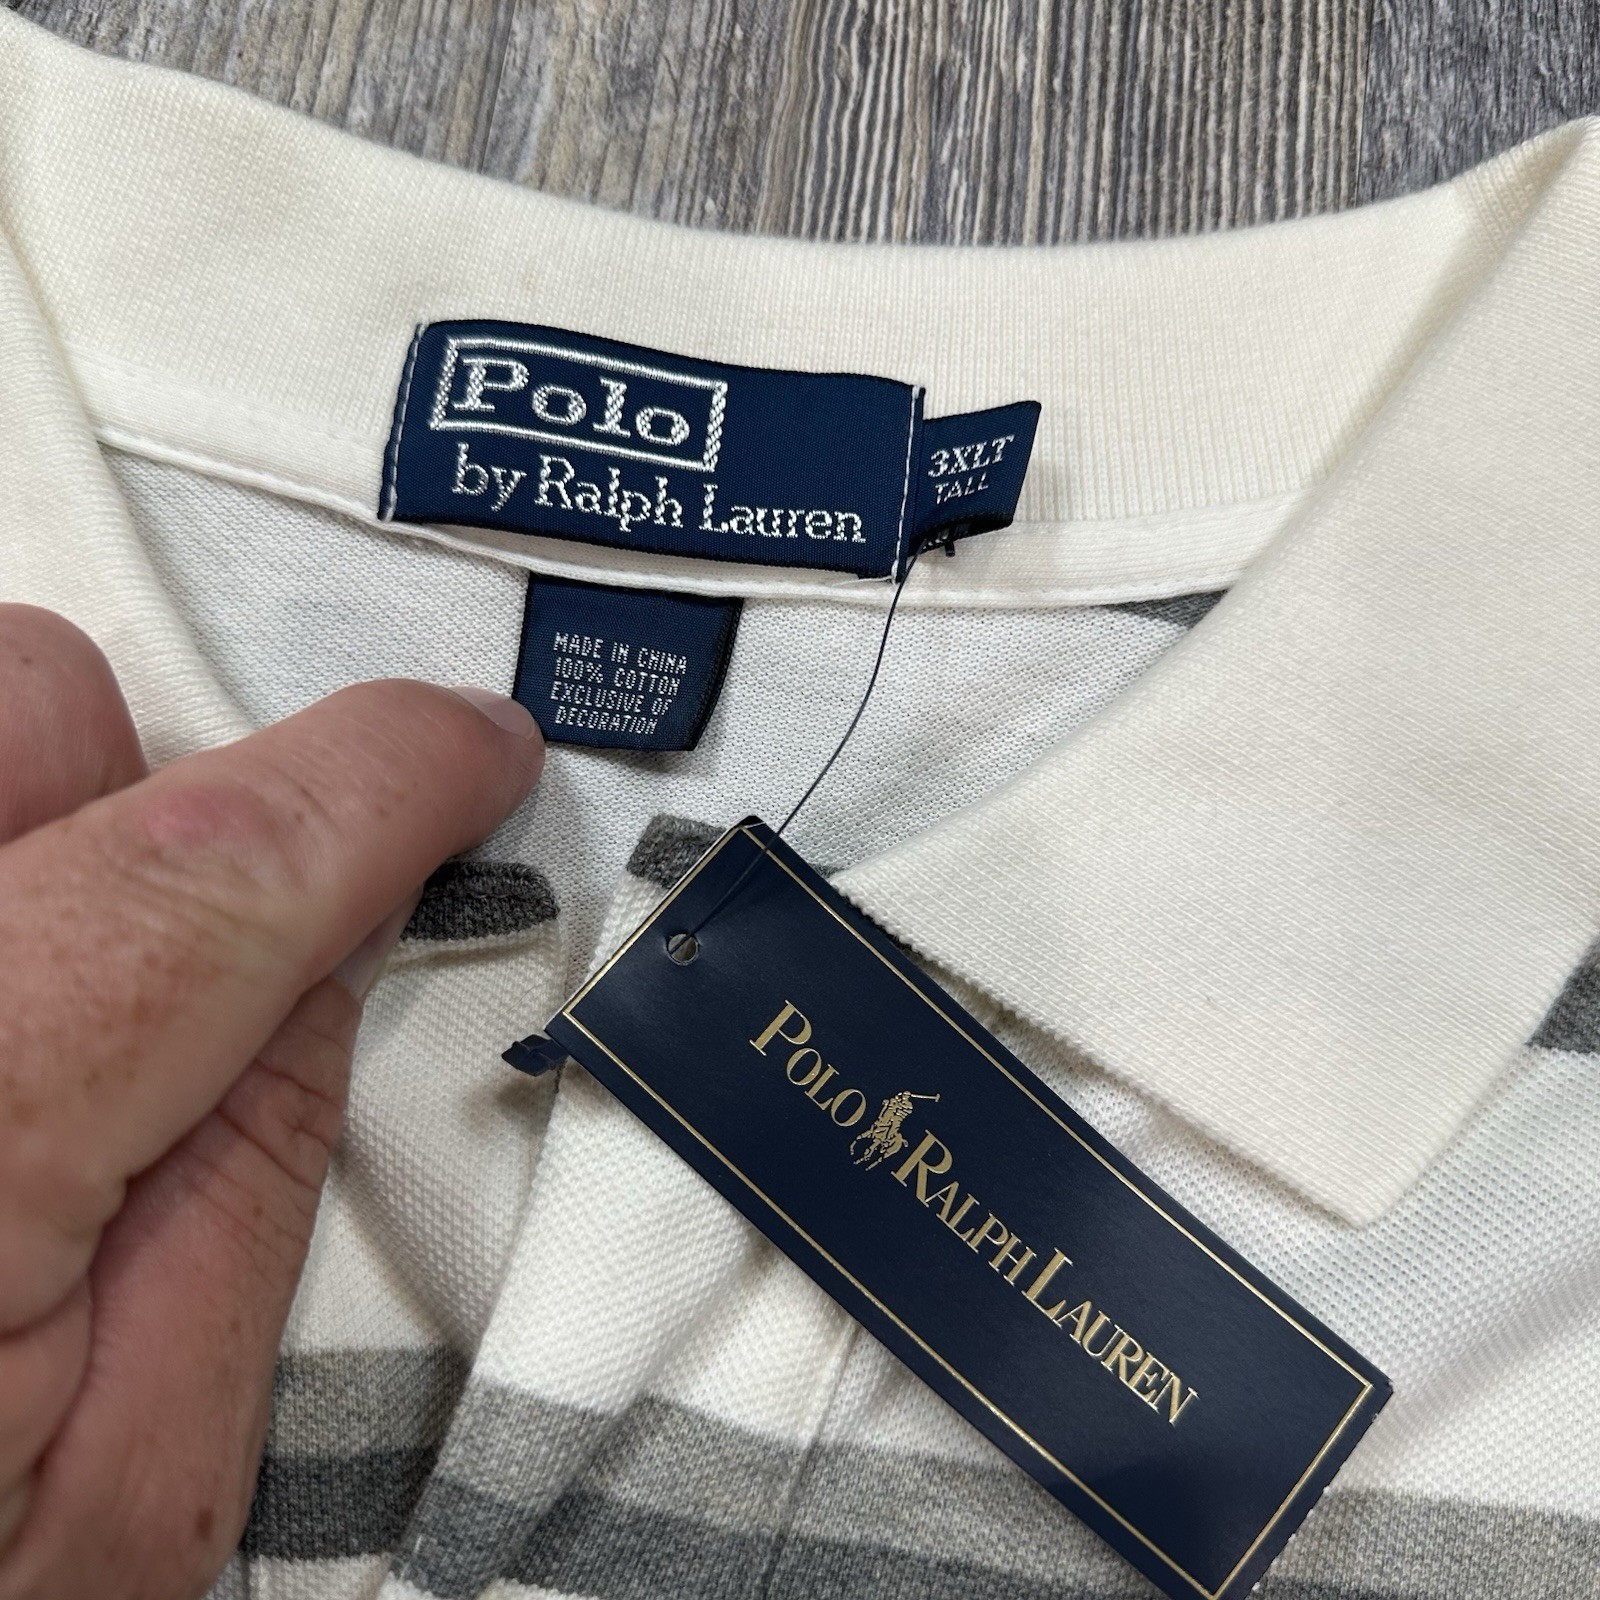 Polo
by Ralph Lauren
3XLT
TALL
MADE IN CHINA
100% COTTON
EXCLUSIVE OF
DECORATION
POLO RALPH LAUREN